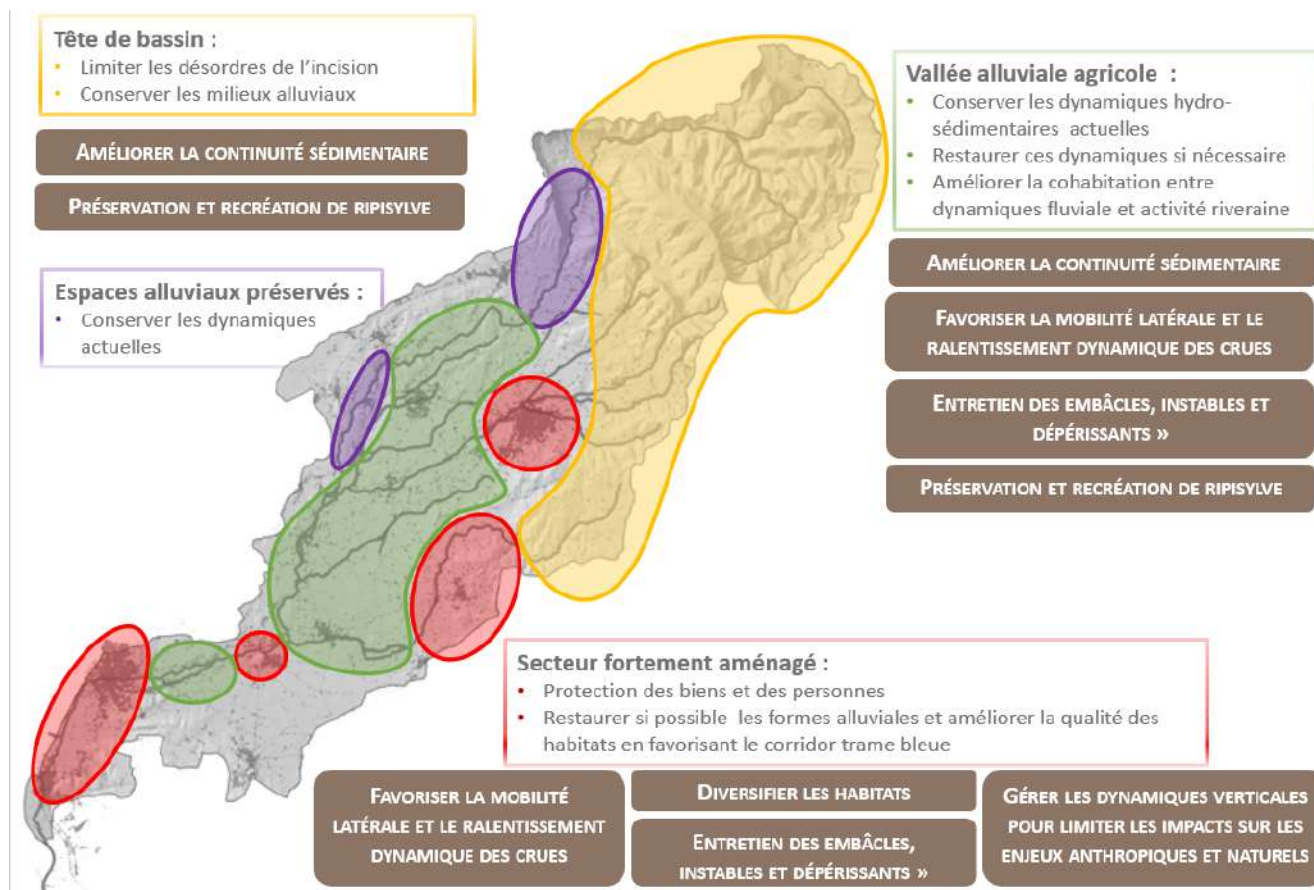 Tête de bassin :
• Limiter les désordres de l'incision
• Conserver les milieux alluviaux
AMÉLIORER LA CONTINUITÉ SÉDIMENTAIRE
PRÉSERVATION ET RECRÉATION DE RIPISYLVE
Espaces alluviaux préservés :
• Conserver les dynamiques
actuelles
Vallée alluviale agricole :
• Conserver les dynamiques hydro-
sédimentaires actuelles
• Restaurer ces dynamiques si nécessaire
• Améliorer la cohabitation entre
dynamiques fluviale et activité riveraine
AMÉLIORER LA CONTINUITÉ SÉDIMENTAIRE
FAVORISER LA MOBILITÉ LATÉRALE ET LE
RALENTISSEMENT DYNAMIQUE DES CRUES
ENTRETIEN DES EMBÂCLES, INSTABLES ET
DÉPÉRISSANTS »
PRÉSERVATION ET RECRÉATION DE RIPISYLVE
Secteur fortement aménagé :
• Protection des biens et des personnes
• Restaurer si possible les formes alluviales et améliorer la qualité des
habitats en favorisant le corridor trame bleue
FAVORISER LA MOBILITÉ
LATÉRALE ET LE RALENTISSEMENT
DYNAMIQUE DES CRUES
DIVERSIFIER LES HABITATS
ENTRETIEN DES EMBÂCLES,
INSTABLES ET DÉPÉRISSANTS »
GÉRER LES DYNAMIQUES VERTICALES
POUR LIMITER LES IMPACTS SUR LES
ENJEUX ANTHROPIQUES ET NATURELS